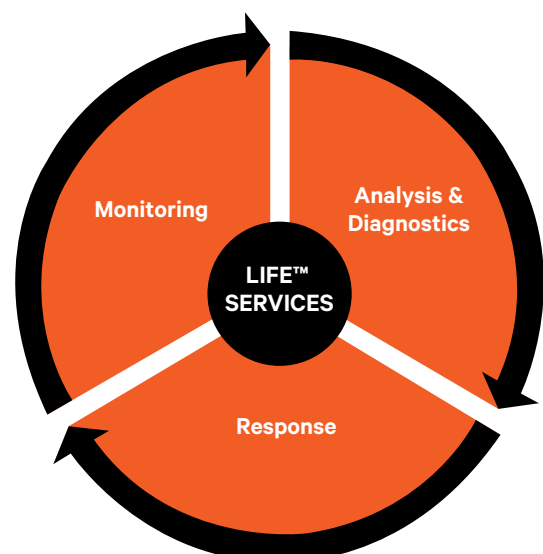 Monitoring
Analysis &
Diagnostics
LIFE™
SERVICES
Response